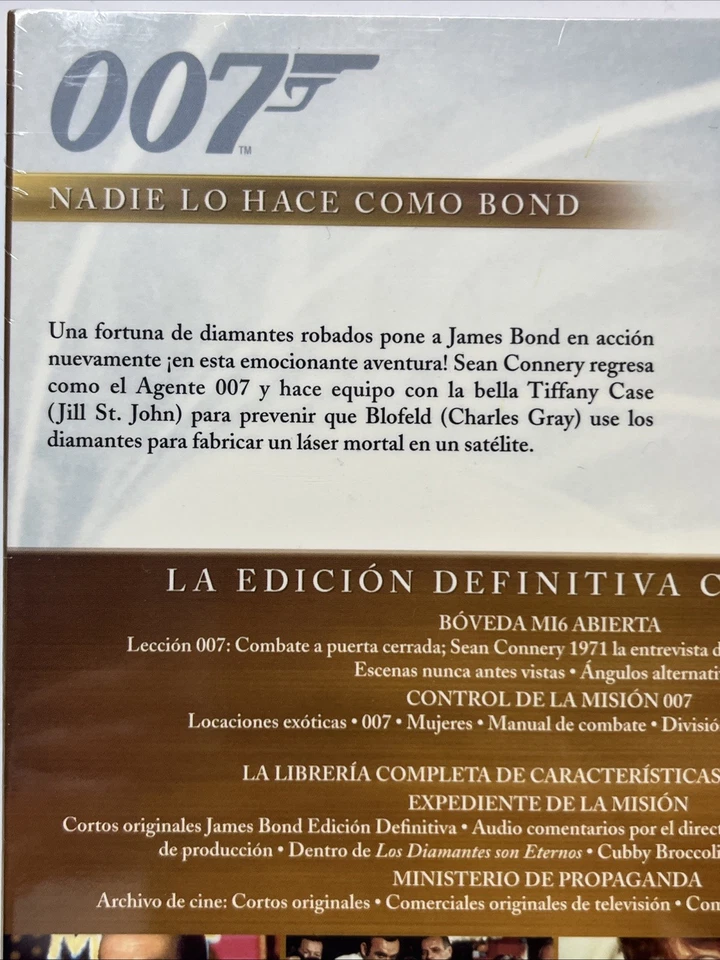 007
TM
NADIE LO HACE COMO BOND
Una fortuna de diamantes robados pone a James Bond en acción
nuevamente ¡en esta emocionante aventura! Sean Connery regresa
como el Agente 007 y hace equipo con la bella Tiffany Case
(Jill St. John) para prevenir que Blofeld (Charles Gray) use los
diamantes para fabricar un láser mortal en un satélite.
LA EDICIÓN DEFINITIVA C
BÓVEDA MI6 ABIERTA
Lección 007: Combate a puerta cerrada; Sean Connery 1971 la entrevista d
Escenas nunca antes vistas • Ángulos alternati
CONTROL DE LA MISIÓN 007
Locaciones exóticas • 007 • Mujeres • Manual de combate • Divisió
LA LIBRERÍA COMPLETA DE CARACTERÍSTICAS
EXPEDIENTE DE LA MISIÓN
Cortos originales James Bond Edición Definitiva • Audio comentarios por el direct
de producción • Dentro de Los Diamantes son Eternos • Cubby Broccoli
MINISTERIO DE PROPAGANDA
Archivo de cine: Cortos originales • Comerciales originales de televisión • Com